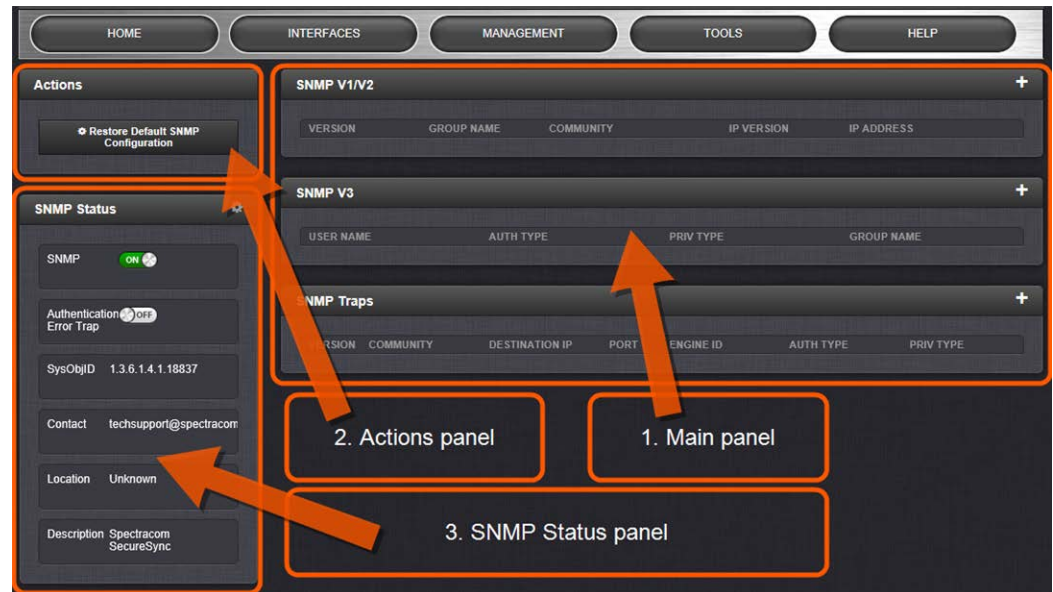 HOME INTERFACES MANAGEMENT TOOLS HELP
Actions
Restore Default SNMP
Configuration
SNMP Status
SNMP ON
Authentication OFF
Error Trap
SysObjID 1.3.6.1.4.1.18837
Contact techsupport@spectracom
Location Unknown
Description Spectracom
SecureSync
SNMP V1/V2 +
VERSION GROUP NAME COMMUNITY IP VERSION IP ADDRESS
SNMP V3 +
USER NAME AUTH TYPE PRIV TYPE GROUP NAME
SNMP Traps +
VERSION COMMUNITY DESTINATION IP PORT ENGINE ID AUTH TYPE PRIV TYPE
2. Actions panel
1. Main panel
3. SNMP Status panel